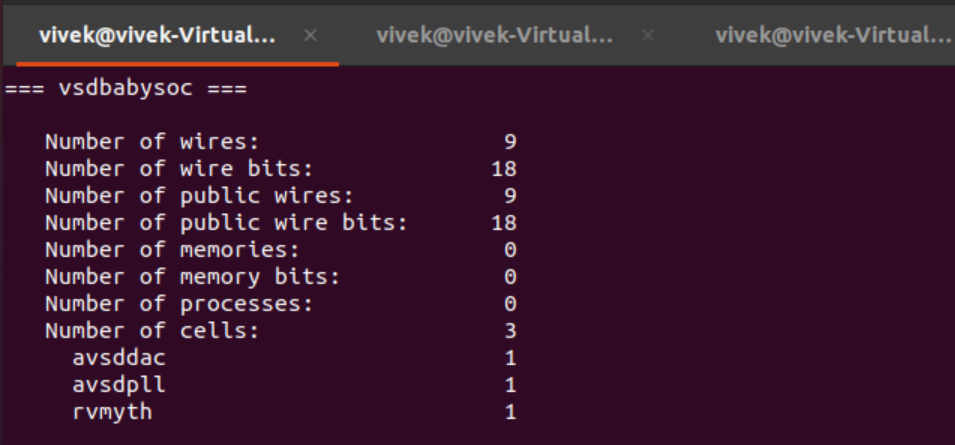 vivek@vivek-Virtual... × vivek@vivek-Virtual... × vivek@vivek-Virtual...
=== vsdbabysoc ===
Number of wires: 9
Number of wire bits: 18
Number of public wires: 9
Number of public wire bits: 18
Number of memories: 0
Number of memory bits: 0
Number of processes: 0
Number of cells: 3
avsddac 1
avsdpll 1
rvmyth 1